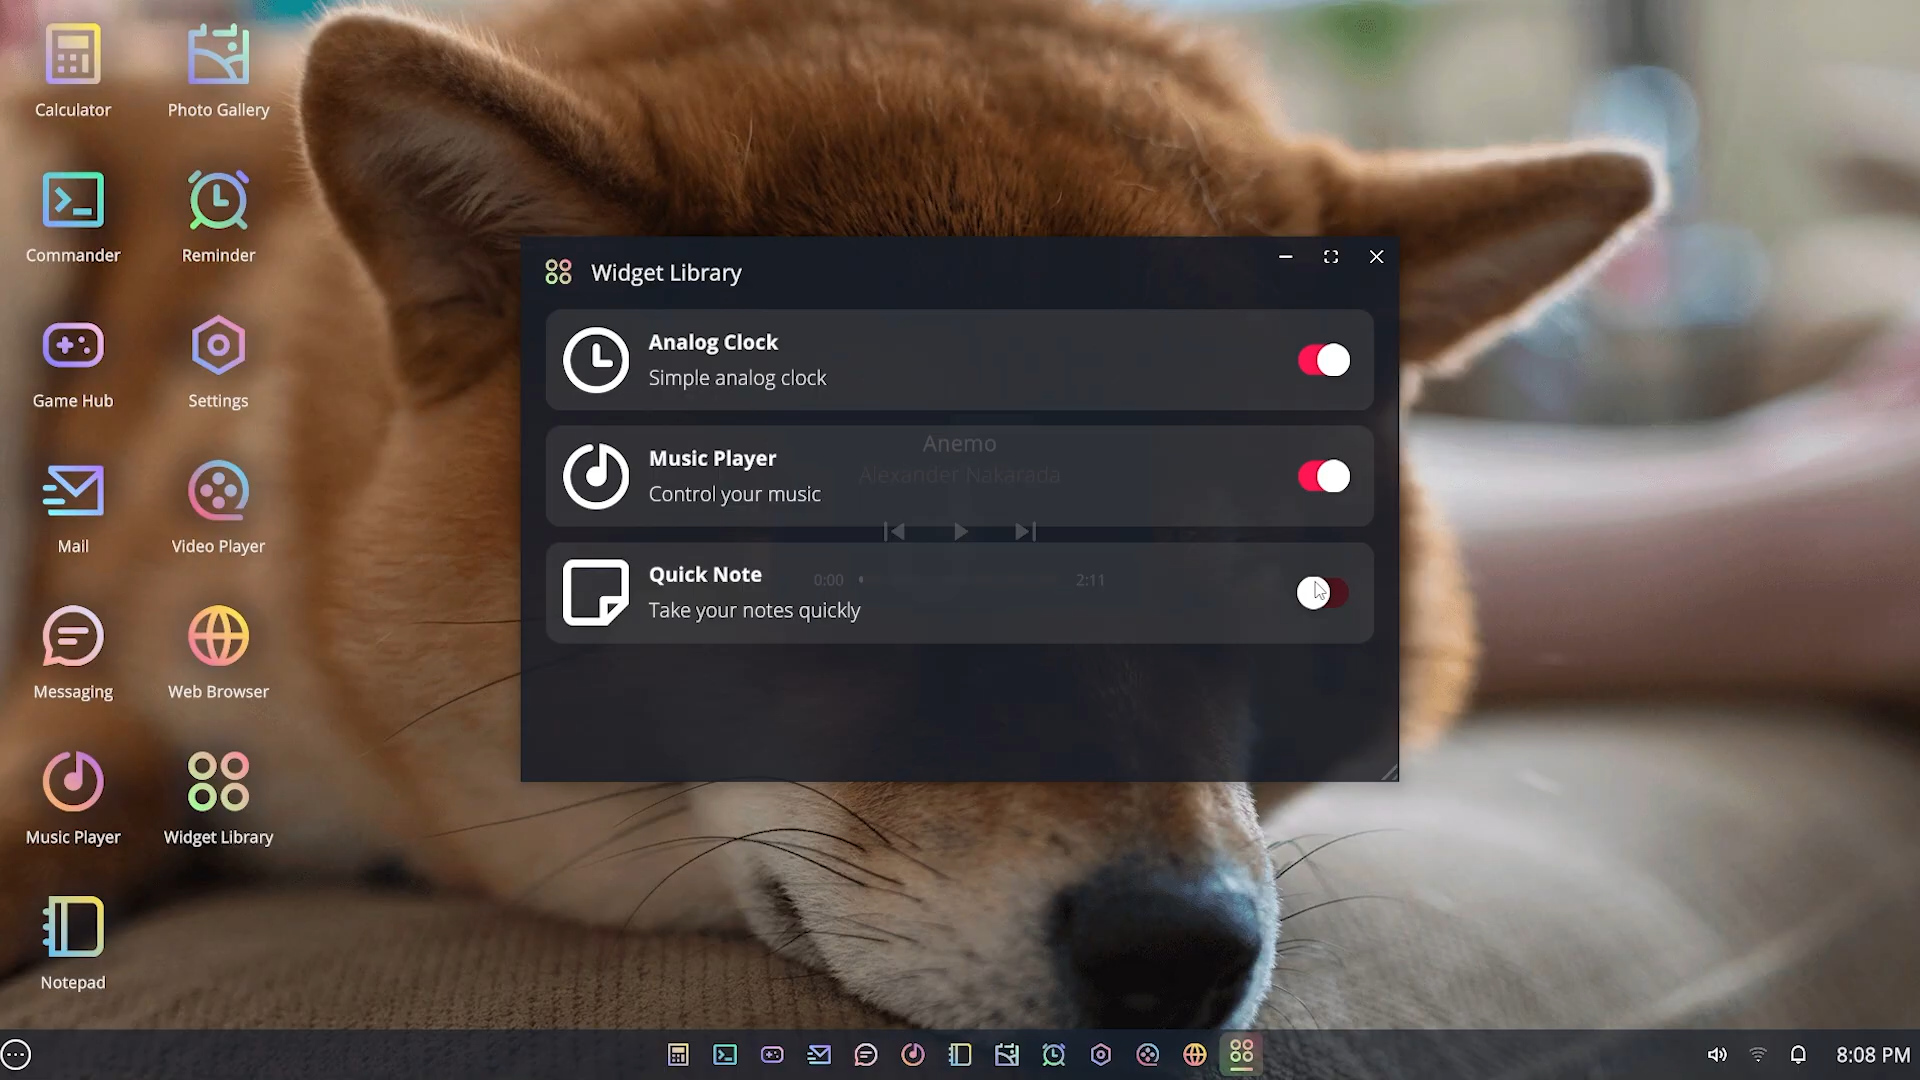 Calculator
Photo Gallery
Commander
Reminder
Game Hub
Settings
Mail
Video Player
Messaging
Web Browser
Music Player
Widget Library
Notepad
Widget Library
Analog Clock
Simple analog clock
Music Player
Control your music
Anemo
Alexander Nakarada
Quick Note
Take your notes quickly
0:00
2:11
8:08 PM